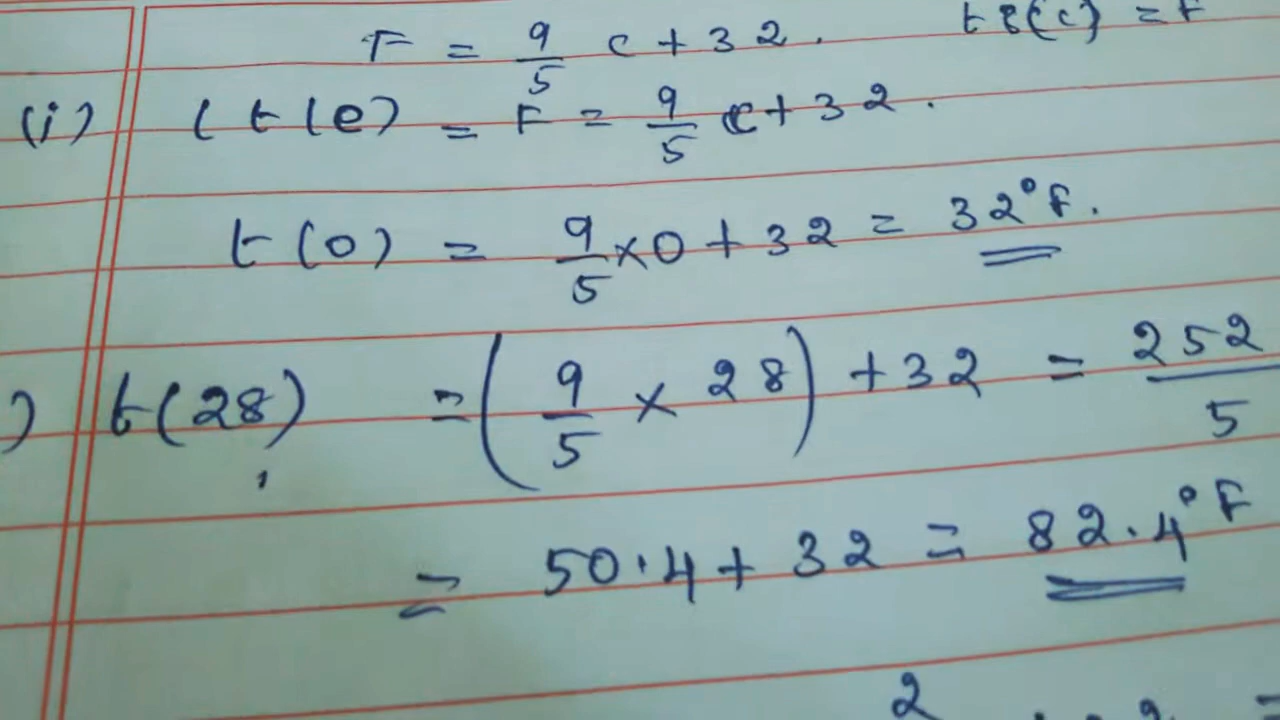 F = 9/5 c + 32. t(c) = F
(i) (t(e) = F = 9/5 c + 32.
t(0) = 9/5 × 0 + 32 = 32°F.
) t(28) = (9/5 × 28) + 32 = 252/5
= 50.4 + 32 = 82.4°F
2